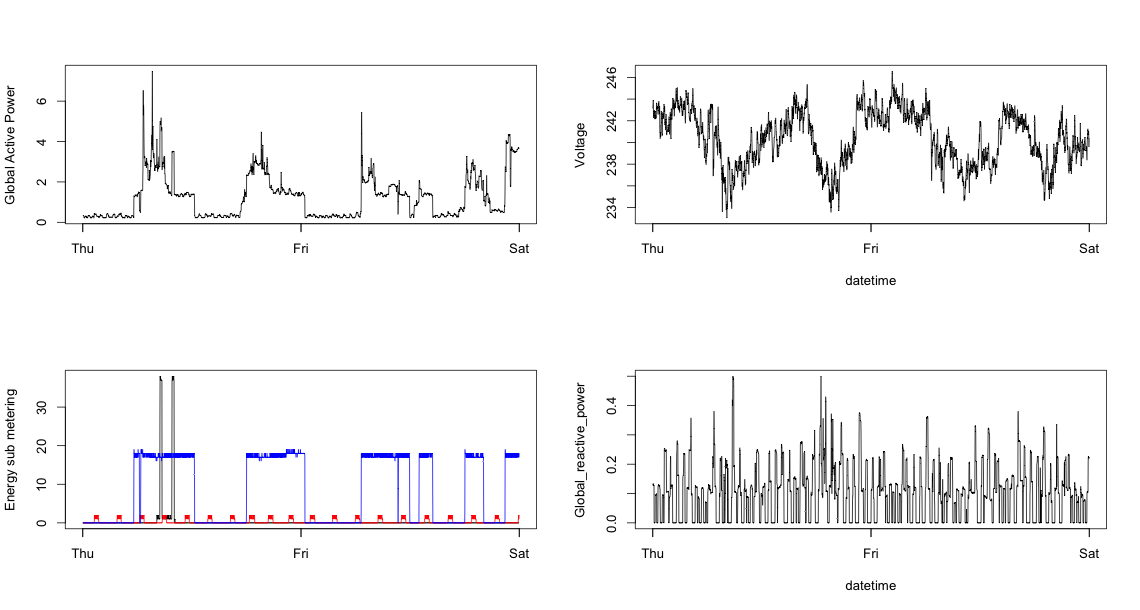 Global Active Power
0
2
4
6
Thu
Fri
Sat
Voltage
234
238
242
246
Thu
Fri
Sat
datetime
Energy sub metering
0
10
20
30
Thu
Fri
Sat
Global_reactive_power
0.0
0.2
0.4
Thu
Fri
Sat
datetime